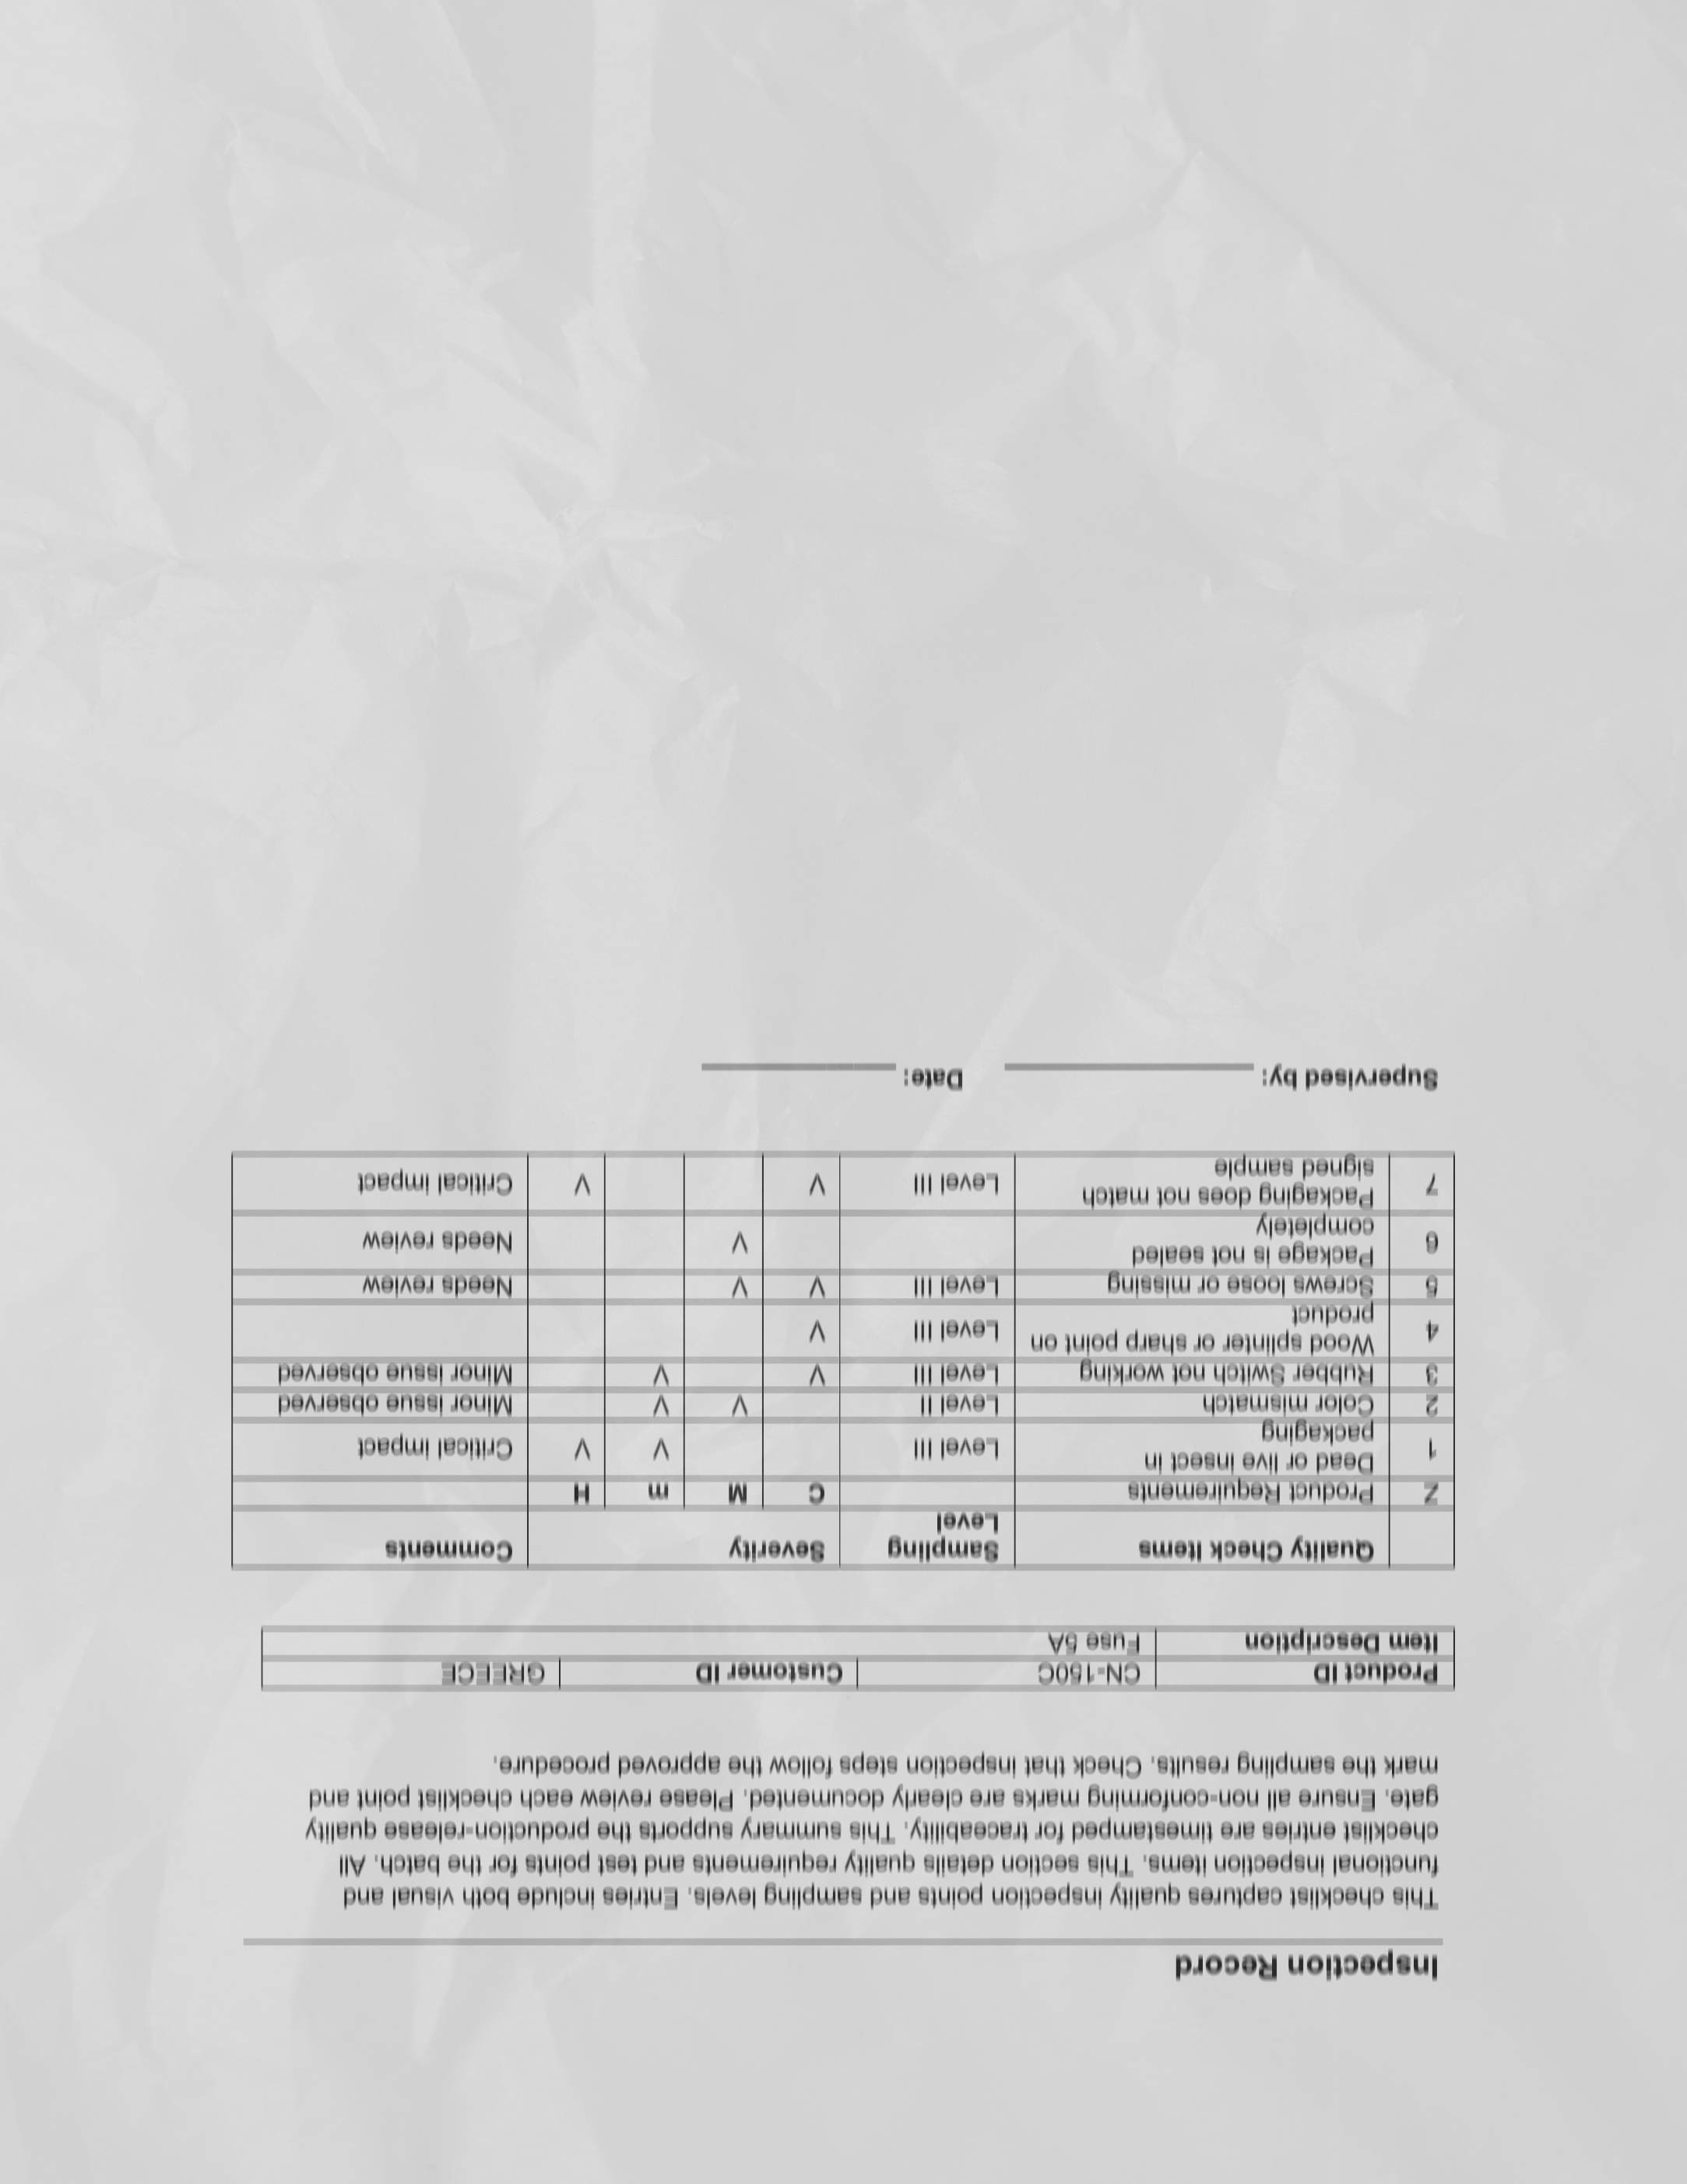 Inspection Record
This checklist captures quality inspection points and sampling levels. Entries include both visual and
functional inspection items. This section details quality requirements and test points for the batch. All
checklist entries are timestamped for traceability. This summary supports the production-release quality
gate. Ensure all non-conforming marks are clearly documented. Please review each checklist point and
mark the sampling results. Check that inspection steps follow the approved procedure.
Product ID CN-150C Customer ID GREECE
Item Description Fuse 5A
Quality Check Items Sampling Level Severity Comments
Z Product Requirements C M m H
1 Dead or live insect in packaging Level III V V Critical impact
2 Color mismatch Level II V V Minor issue observed
3 Rubber Switch not working Level III V V Minor issue observed
4 Wood splinter or sharp point on product Level III V
5 Screws loose or missing Level III V V Needs review
6 Package is not sealed completely V Needs review
7 Packaging does not match signed sample Level III V V Critical impact
Supervised by: Date: